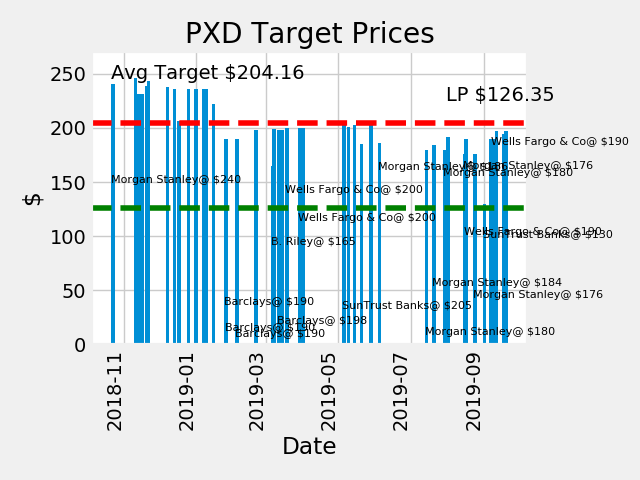 PXD Target Prices
Avg Target $204.16
LP $126.35
250
200
150
100
50
0
$
Wells Fargo & Co@ $190
Morgan Stanley@ $186
Morgan Stanley@ $176
Morgan Stanley@ $180
Morgan Stanley@ $240
Wells Fargo & Co@ $200
Wells Fargo & Co@ $200
Wells Fargo & Co@ $190
SunTrust Banks@ $130
B. Riley@ $165
Morgan Stanley@ $184
Morgan Stanley@ $176
Barclays@ $190
SunTrust Banks@ $205
Barclays@ $198
Barclays@ $190
Barclays@ $190
Morgan Stanley@ $180
2018-11
2019-01
2019-03
2019-05
2019-07
2019-09
Date